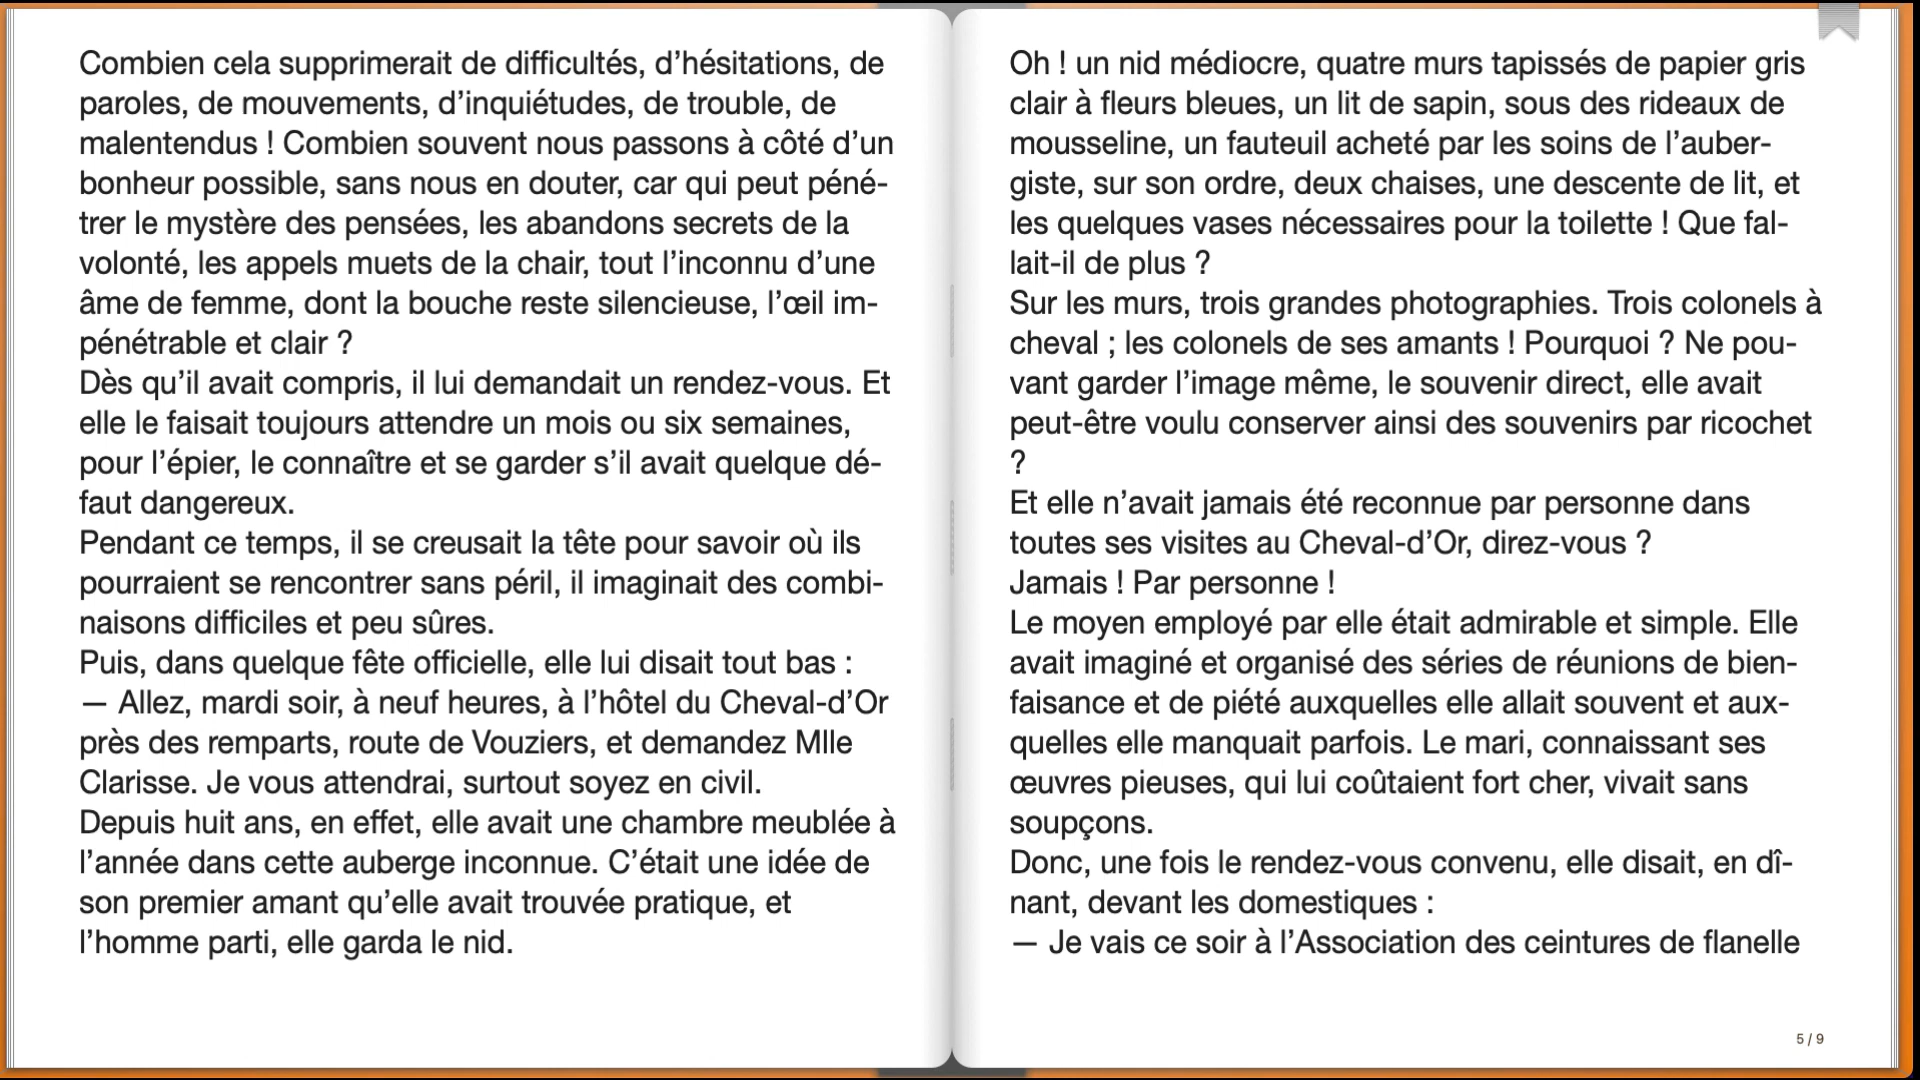 Combien cela supprimerait de difficultés, d’hésitations, de
paroles, de mouvements, d’inquiétudes, de trouble, de
malentendus ! Combien souvent nous passons à côté d’un
bonheur possible, sans nous en douter, car qui peut péné-
trer le mystère des pensées, les abandons secrets de la
volonté, les appels muets de la chair, tout l’inconnu d’une
âme de femme, dont la bouche reste silencieuse, l’œil im-
pénétrable et clair ?
Dès qu’il avait compris, il lui demandait un rendez-vous. Et
elle le faisait toujours attendre un mois ou six semaines,
pour l’épier, le connaître et se garder s’il avait quelque dé-
faut dangereux.
Pendant ce temps, il se creusait la tête pour savoir où ils
pourraient se rencontrer sans péril, il imaginait des combi-
naisons difficiles et peu sûres.
Puis, dans quelque fête officielle, elle lui disait tout bas :
— Allez, mardi soir, à neuf heures, à l’hôtel du Cheval-d’Or
près des remparts, route de Vouziers, et demandez Mlle
Clarisse. Je vous attendrai, surtout soyez en civil.
Depuis huit ans, en effet, elle avait une chambre meublée à
l’année dans cette auberge inconnue. C’était une idée de
son premier amant qu’elle avait trouvée pratique, et
l’homme parti, elle garda le nid.
Oh ! un nid médiocre, quatre murs tapissés de papier gris
clair à fleurs bleues, un lit de sapin, sous des rideaux de
mousseline, un fauteuil acheté par les soins de l’auber-
giste, sur son ordre, deux chaises, une descente de lit, et
les quelques vases nécessaires pour la toilette ! Que fal-
lait-il de plus ?
Sur les murs, trois grandes photographies. Trois colonels à
cheval ; les colonels de ses amants ! Pourquoi ? Ne pou-
vant garder l’image même, le souvenir direct, elle avait
peut-être voulu conserver ainsi des souvenirs par ricochet
?
Et elle n’avait jamais été reconnue par personne dans
toutes ses visites au Cheval-d’Or, direz-vous ?
Jamais ! Par personne !
Le moyen employé par elle était admirable et simple. Elle
avait imaginé et organisé des séries de réunions de bien-
faisance et de piété auxquelles elle allait souvent et aux-
quelles elle manquait parfois. Le mari, connaissant ses
œuvres pieuses, qui lui coûtaient fort cher, vivait sans
soupçons.
Donc, une fois le rendez-vous convenu, elle disait, en dî-
nant, devant les domestiques :
— Je vais ce soir à l’Association des ceintures de flanelle
5 / 9